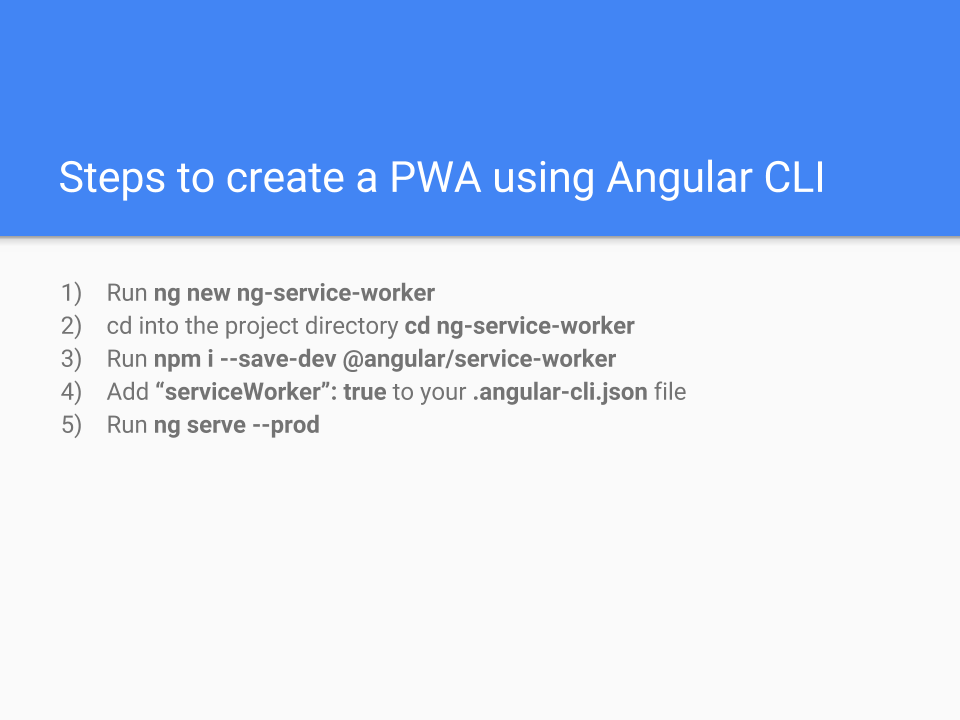 Steps to create a PWA using Angular CLI
1) Run ng new ng-service-worker
2) cd into the project directory cd ng-service-worker
3) Run npm i --save-dev @angular/service-worker
4) Add “serviceWorker”: true to your .angular-cli.json file
5) Run ng serve --prod